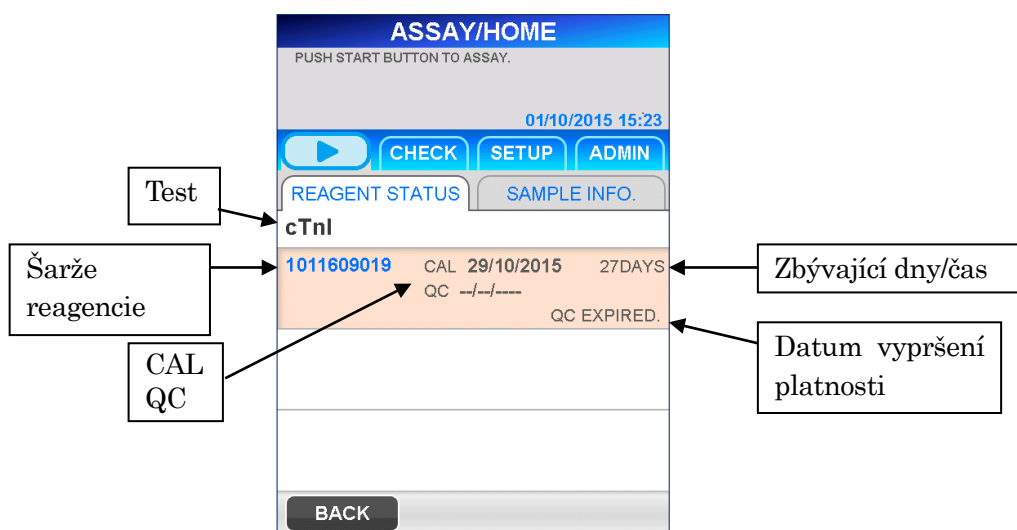 ASSAY/HOME
PUSH START BUTTON TO ASSAY.
01/10/2015 15:23
CHECK SETUP ADMIN
REAGENT STATUS SAMPLE INFO.
Test
cTnI
Šarže
reagencie
1011609019 CAL 29/10/2015 27DAYS
QC --/--/----
QC EXPIRED.
Zbývající dny/čas
CAL
QC
Datum vypršení
platnosti
BACK